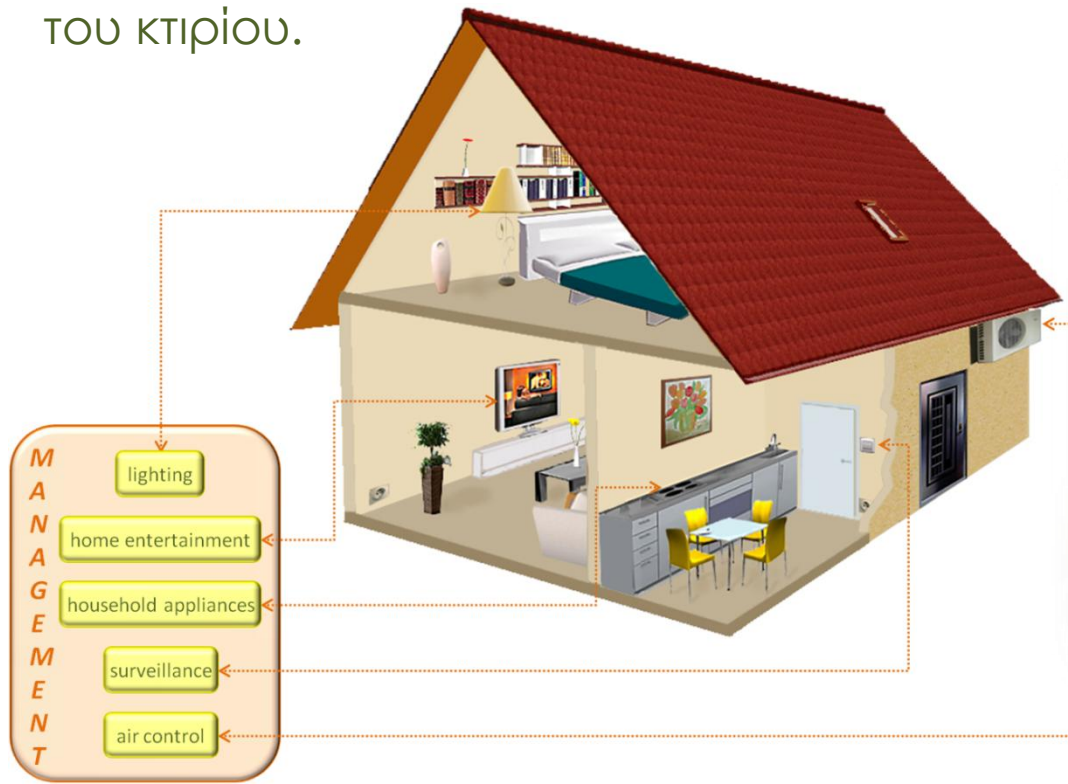 του κτιρίου.
MANAGEMENT
lighting
home entertainment
household appliances
surveillance
air control